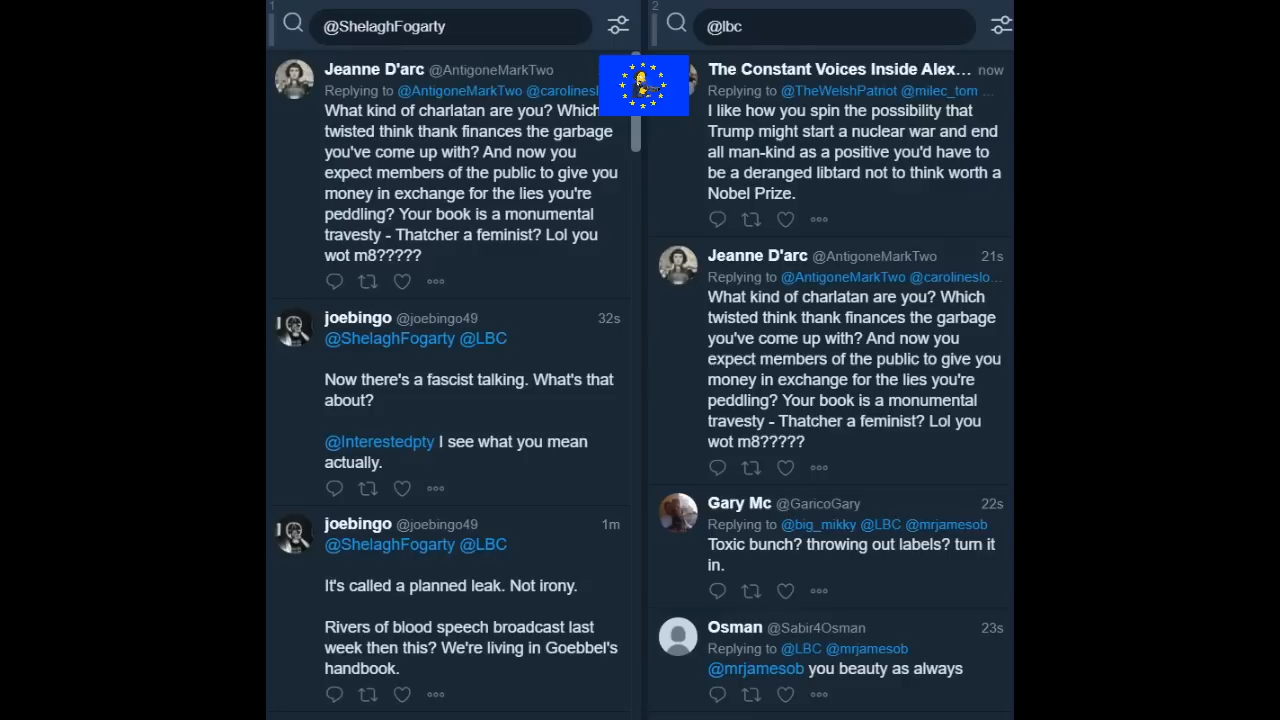 1
@ShelaghFogarty
Jeanne D'arc @AntigoneMarkTwo
Replying to @AntigoneMarkTwo @carolinesl
What kind of charlatan are you? Which
twisted think thank finances the garbage
you've come up with? And now you
expect members of the public to give you
money in exchange for the lies you're
peddling? Your book is a monumental
travesty - Thatcher a feminist? Lol you
wot m8?????
joebingo @joebingo49 32s
@ShelaghFogarty @LBC
Now there's a fascist talking. What's that
about?
@Interestedpty I see what you mean
actually.
joebingo @joebingo49 1m
@ShelaghFogarty @LBC
It's called a planned leak. Not irony.
Rivers of blood speech broadcast last
week then this? We're living in Goebbel's
handbook.
2
@lbc
The Constant Voices Inside Alex... now
Replying to @TheWelshPatriot @milec_tom ...
I like how you spin the possibility that
Trump might start a nuclear war and end
all man-kind as a positive you'd have to
be a deranged libtard not to think worth a
Nobel Prize.
Jeanne D'arc @AntigoneMarkTwo 21s
Replying to @AntigoneMarkTwo @carolineslo...
What kind of charlatan are you? Which
twisted think thank finances the garbage
you've come up with? And now you
expect members of the public to give you
money in exchange for the lies you're
peddling? Your book is a monumental
travesty - Thatcher a feminist? Lol you
wot m8?????
Gary Mc @GaricoGary 22s
Replying to @big_mikky @LBC @mrjamesob
Toxic bunch? throwing out labels? turn it
in.
Osman @Sabir4Osman 23s
Replying to @LBC @mrjamesob
@mrjamesob you beauty as always